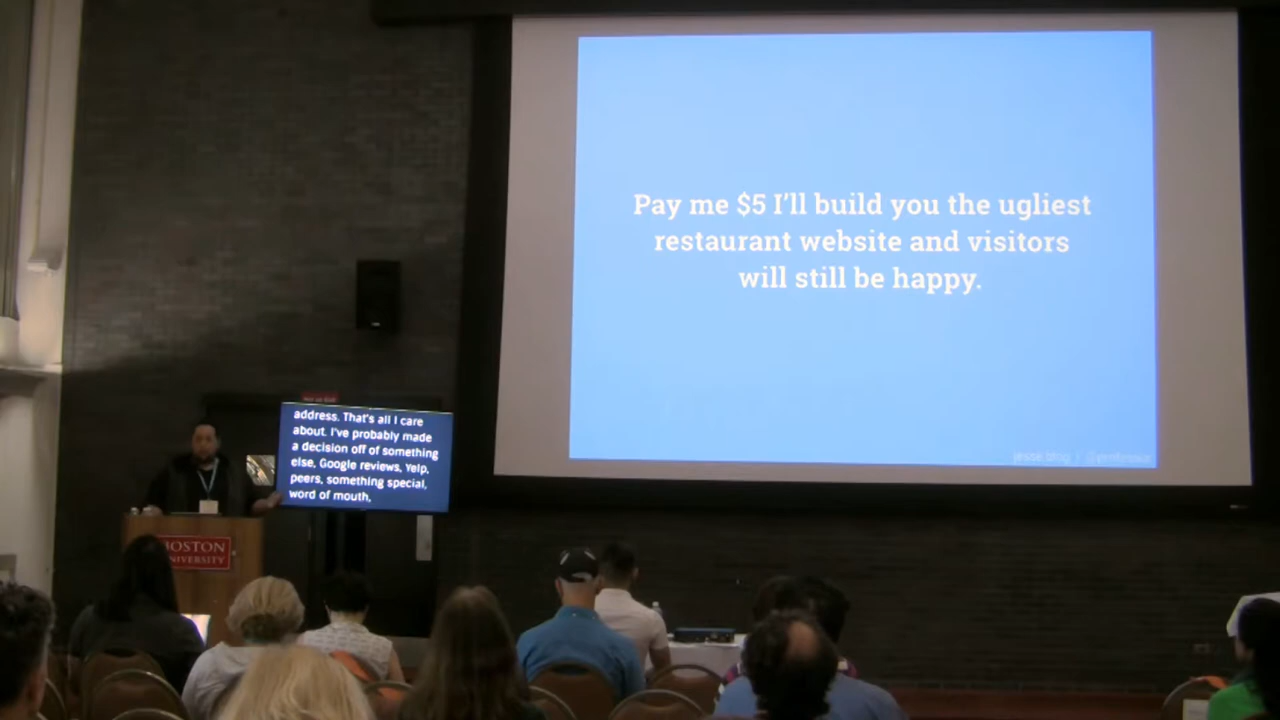 Pay me $5 I'll build you the ugliest
restaurant website and visitors
will still be happy.
address. That's all I care
about. I've probably made
a decision off of something
else, Google reviews, Yelp,
peers, something special,
word of mouth,
BOSTON
UNIVERSITY